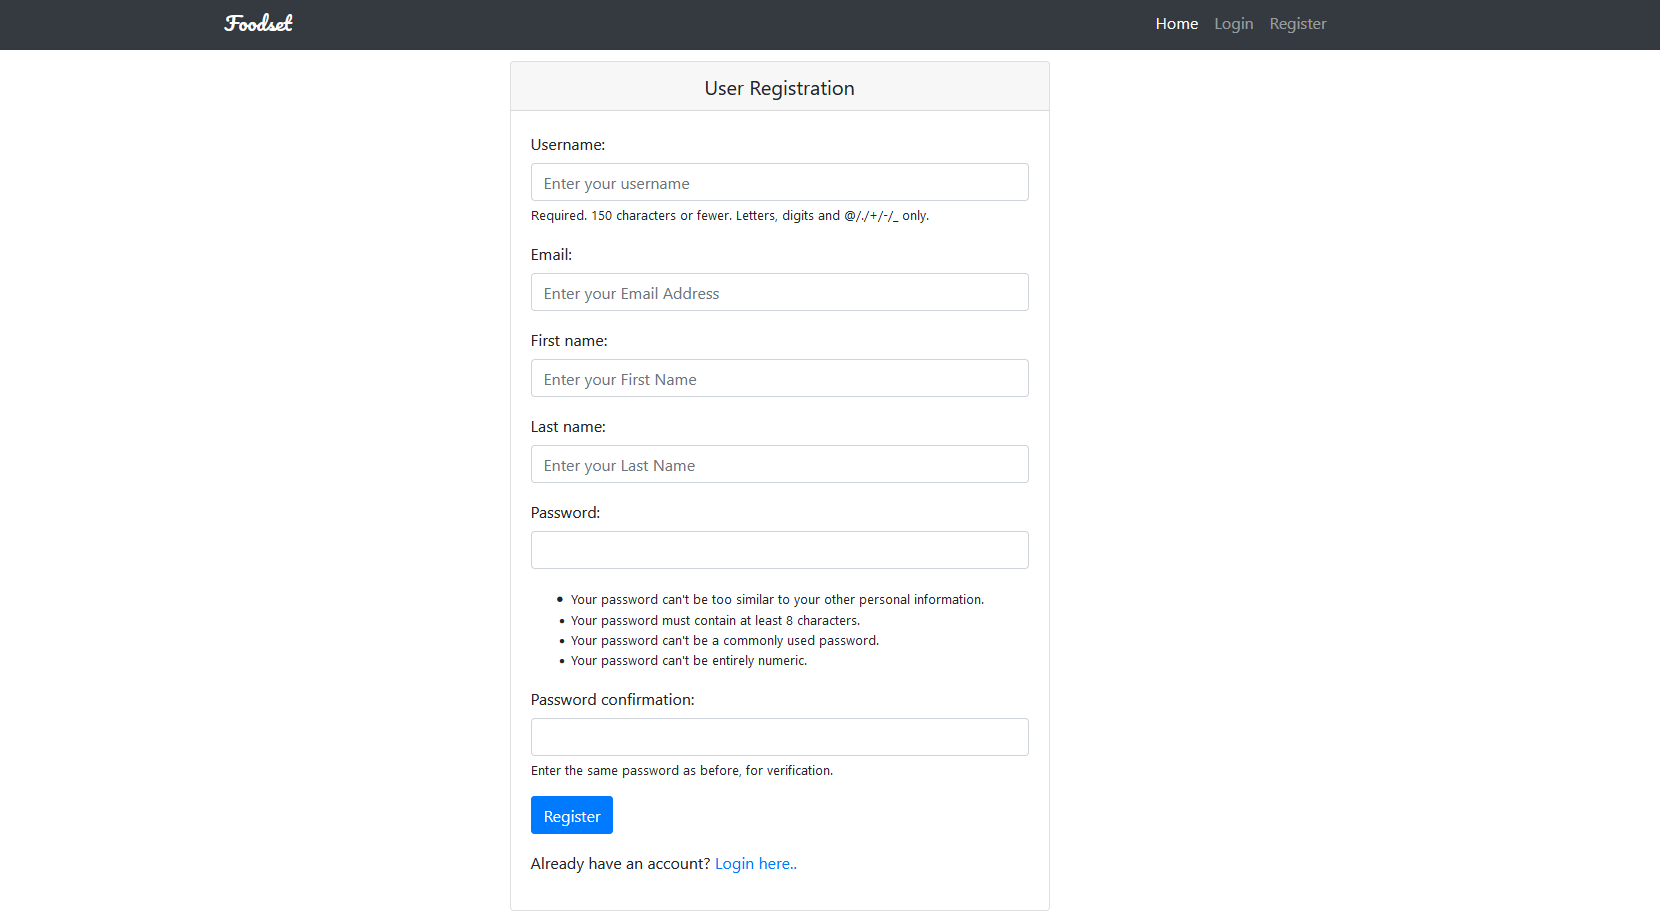 Foodset
Home Login Register
User Registration
Username:
Enter your username
Required. 150 characters or fewer. Letters, digits and @/./+/-/_ only.
Email:
Enter your Email Address
First name:
Enter your First Name
Last name:
Enter your Last Name
Password:
• Your password can't be too similar to your other personal information.
• Your password must contain at least 8 characters.
• Your password can't be a commonly used password.
• Your password can't be entirely numeric.
Password confirmation:
Enter the same password as before, for verification.
Register
Already have an account? Login here..